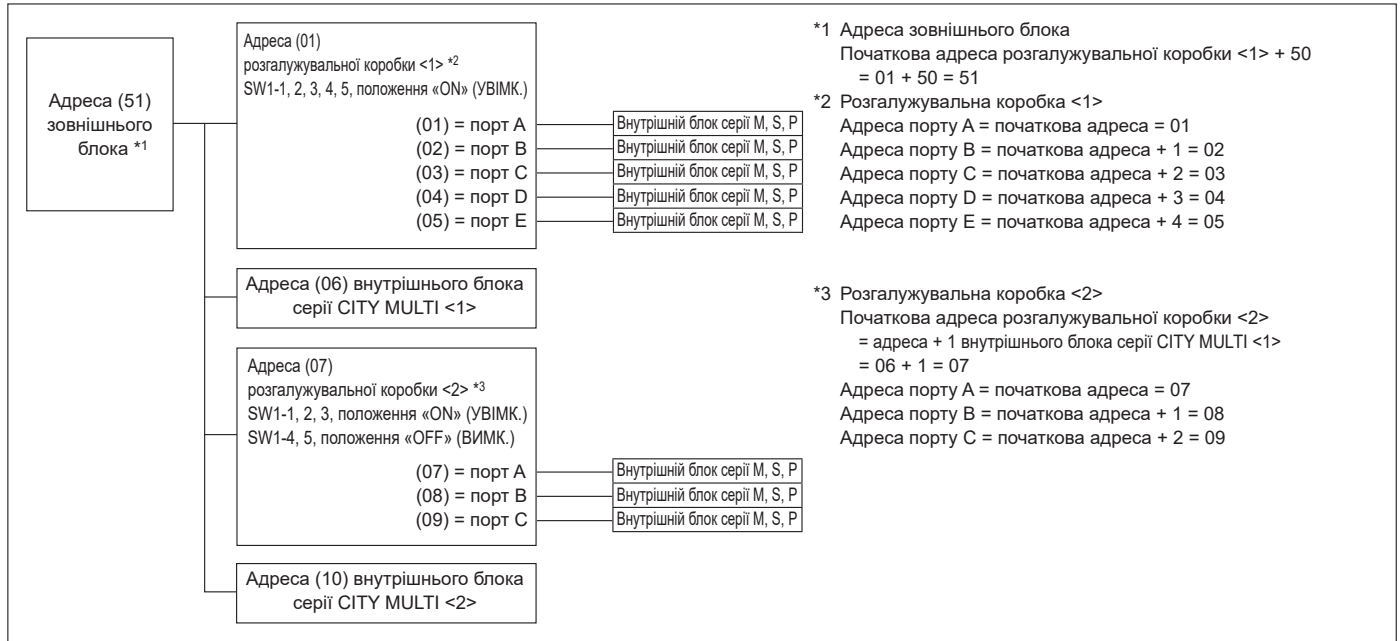 Адреса (51)
зовнішнього
блока *1
Адреса (01)
розгалужувальної коробки <1> *2
SW1-1, 2, 3, 4, 5, положення «ON» (УВІМК.)
(01) = порт A
Внутрішній блок серії M, S, P
(02) = порт B
Внутрішній блок серії M, S, P
(03) = порт C
Внутрішній блок серії M, S, P
(04) = порт D
Внутрішній блок серії M, S, P
(05) = порт E
Внутрішній блок серії M, S, P
Адреса (06) внутрішнього блока
серії CITY MULTI <1>
Адреса (07)
розгалужувальної коробки <2> *3
SW1-1, 2, 3, положення «ON» (УВІМК.)
SW1-4, 5, положення «OFF» (ВИМК.)
(07) = порт A
Внутрішній блок серії M, S, P
(08) = порт B
Внутрішній блок серії M, S, P
(09) = порт C
Внутрішній блок серії M, S, P
Адреса (10) внутрішнього блока
серії CITY MULTI <2>
*1 Адреса зовнішнього блока
Початкова адреса розгалужувальної коробки <1> + 50
= 01 + 50 = 51
*2 Розгалужувальна коробка <1>
Адреса порту A = початкова адреса = 01
Адреса порту B = початкова адреса + 1 = 02
Адреса порту C = початкова адреса + 2 = 03
Адреса порту D = початкова адреса + 3 = 04
Адреса порту E = початкова адреса + 4 = 05
*3 Розгалужувальна коробка <2>
Початкова адреса розгалужувальної коробки <2>
= адреса + 1 внутрішнього блока серії CITY MULTI <1>
= 06 + 1 = 07
Адреса порту A = початкова адреса = 07
Адреса порту B = початкова адреса + 1 = 08
Адреса порту C = початкова адреса + 2 = 09